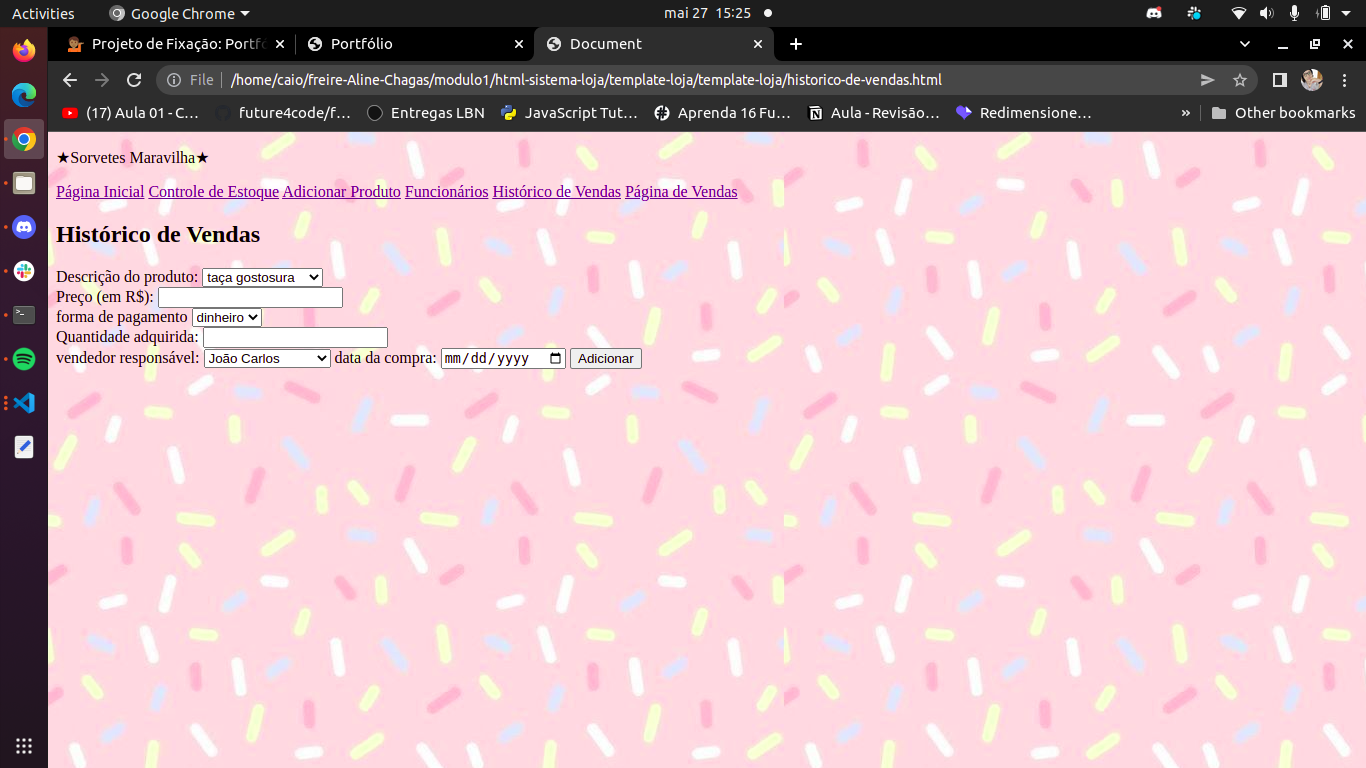 Activities Google Chrome mai 27 15:25
Projeto de Fixação: Portfo Portfólio Document
File /home/caio/freire-Aline-Chagas/modulo1/html-sistema-loja/template-loja/template-loja/historico-de-vendas.html
(17) Aula 01 - C… future4code/f… Entregas LBN JavaScript Tut… Aprenda 16 Fu… Aula - Revisão… Redimensione… » Other bookmarks
★Sorvetes Maravilha★
Página Inicial Controle de Estoque Adicionar Produto Funcionários Histórico de Vendas Página de Vendas
Histórico de Vendas
Descrição do produto: taça gostosura
Preço (em R$):
forma de pagamento dinheiro
Quantidade adquirida:
vendedor responsável: João Carlos data da compra: mm/dd/yyyy Adicionar